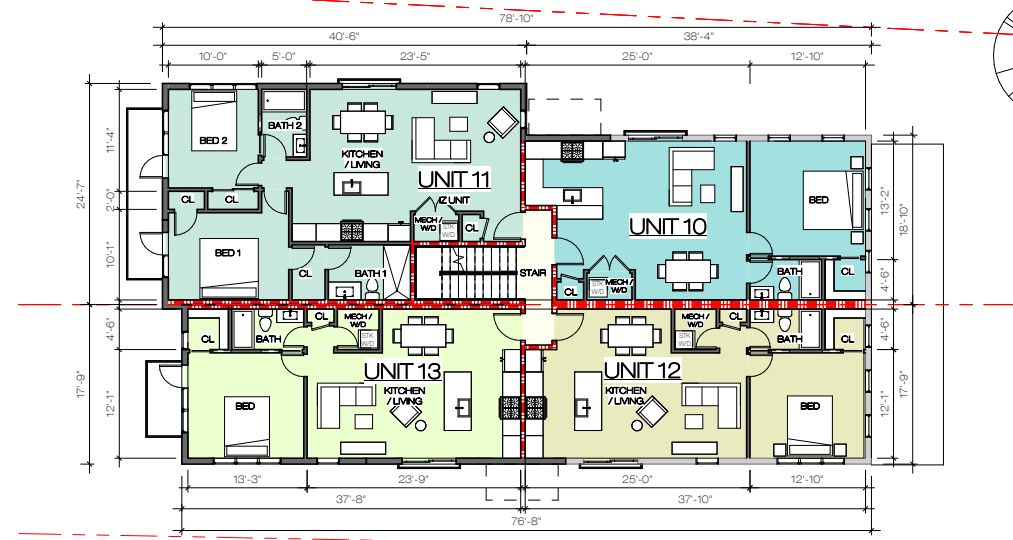 78'-10"
40'-6"
38'-4"
10'-0"
5'-0"
23'-5"
25'-0"
12'-10"
24'-7"
11'-4"
2'-0"
10'-1"
BED 2
BATH 2
KITCHEN
/ LIVING
UNIT 11
IZ UNIT
CL
CL
MECH /
W/D
STK
W/D
CL
BED 1
CL
BATH 1
STAIR
UNIT 10
BED
CL
STK
W/D
MECH /
W/D
BATH
CL
13'-2"
18'-10"
4'-6"
4'-6"
17'-9"
12'-1"
CL
BATH
CL
MECH /
W/D
STK
W/D
UNIT 13
KITCHEN
/LIVING
BED
MECH /
W/D
STK
W/D
CL
BATH
CL
UNIT 12
KITCHEN
/LIVING
BED
4'-6"
17'-9"
12'-1"
13'-3"
23'-9"
25'-0"
12'-10"
37'-8"
37'-10"
76'-8"